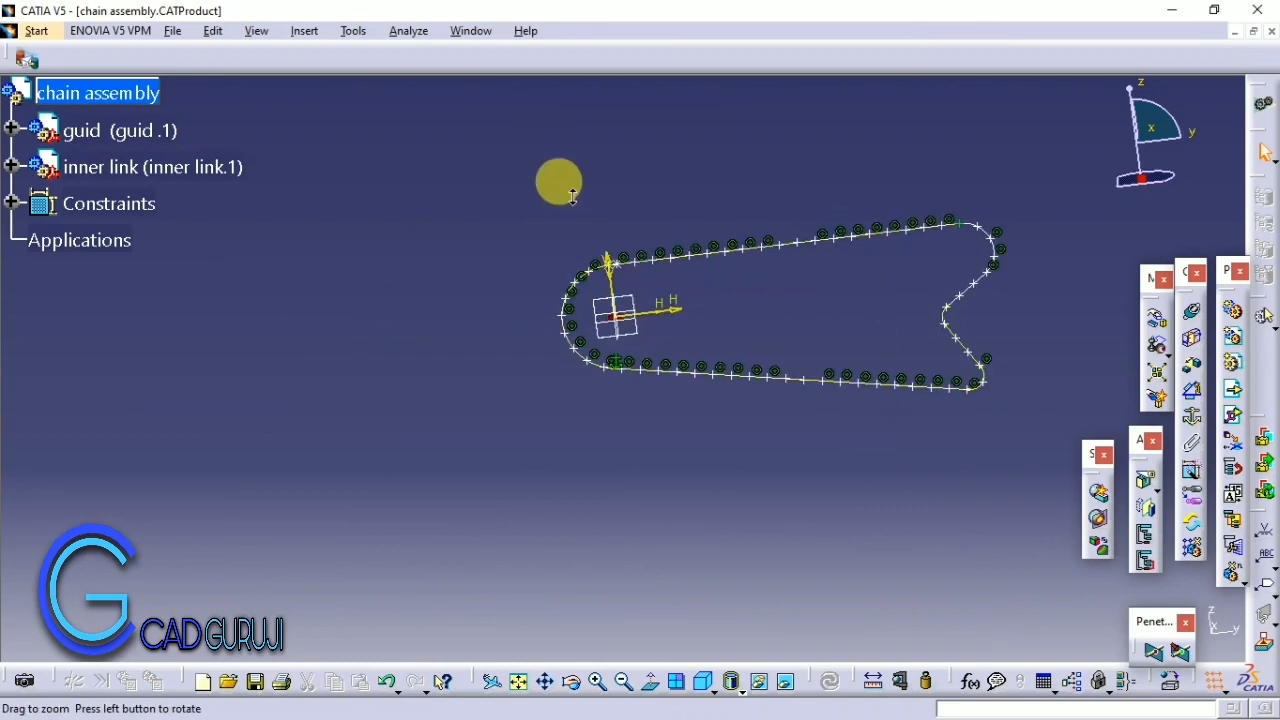 CATIA V5 - [chain assembly.CATProduct]
Start ENOVIA V5 VPM File Edit View Insert Tools Analyze Window Help
chain assembly
guid (guid .1)
inner link (inner link.1)
Constraints
Applications
z
x
y
H H
M
C
P
A
S
Penet...
ABC
z
x
y
G
CADGURUJI
f(x)
CATIA
Drag to zoom Press left button to rotate